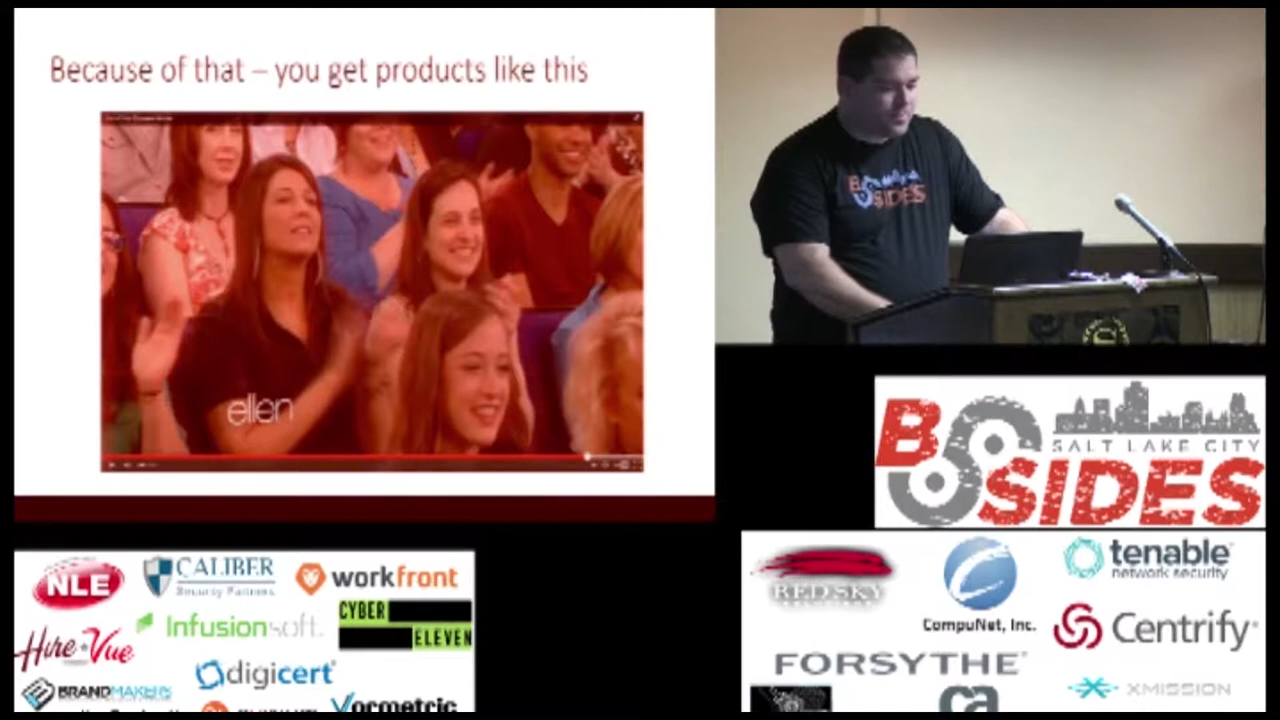 Because of that – you get products like this
ellen
B SIDES
B SIDES
SALT LAKE CITY
NLE
CALIBER
Security Partners
workfront
CYBER
ELEVEN
Infusionsoft.
Hire Vue
digicert
BRANDMAKERS
Vormetric
REDSKY
CompuNet, Inc.
tenable
network security
Centrify
FORSYTHE
ca
XMISSION